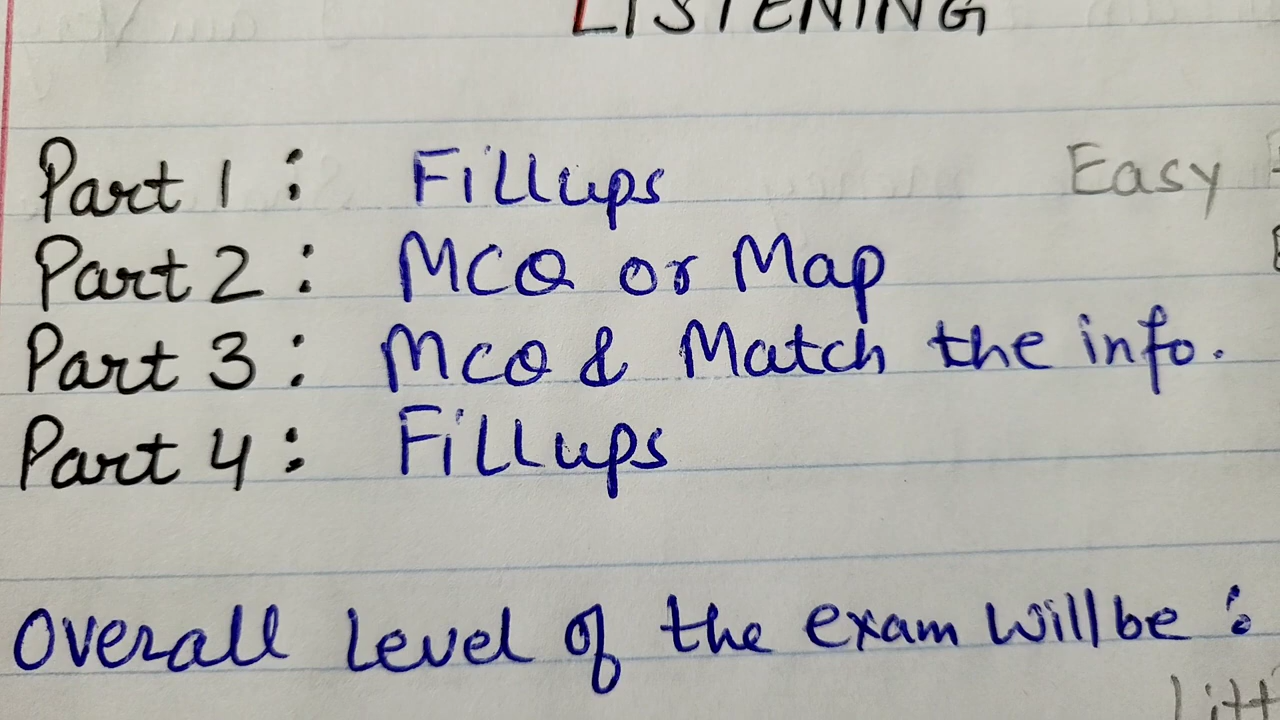 LISTENING
Part 1 : Fillups Easy
Part 2 : MCQ or Map
Part 3 : MCQ & Match the info.
Part 4 : Fillups
Overall level of the exam will be :